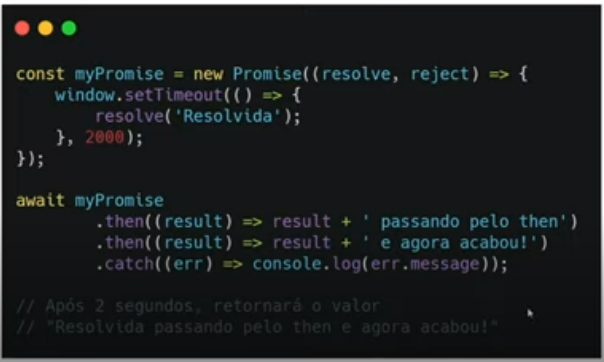 const myPromise = new Promise((resolve, reject) => {
    window.setTimeout(() => {
        resolve('Resolvida');
    }, 2000);
});
await myPromise
        .then((result) => result + ' passando pelo then')
        .then((result) => result + ' e agora acabou!')
        .catch((err) => console.log(err.message));
// Após 2 segundos, retornará o valor
// "Resolvida passando pelo then e agora acabou!"